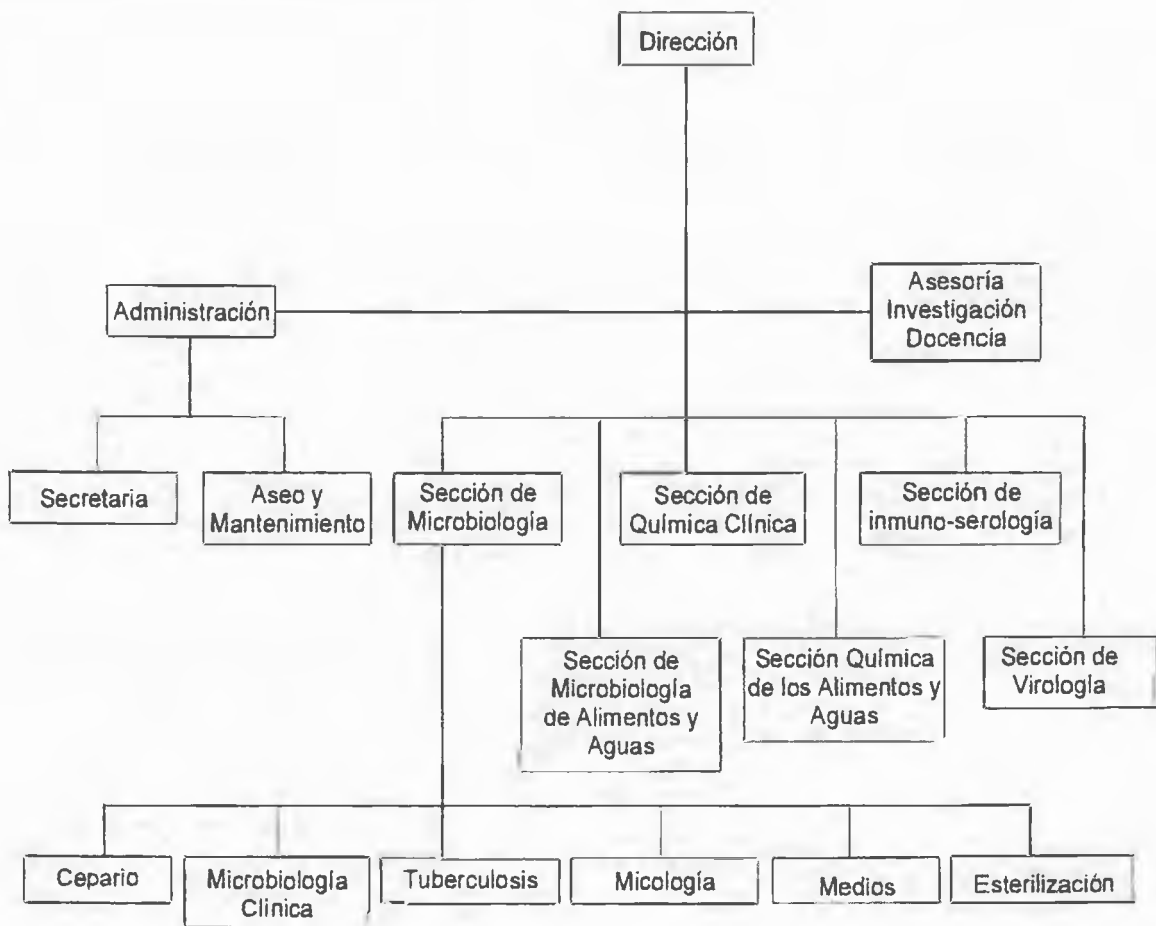 Dirección
Administración
Asesoría
Investigación
Docencia
Secretaria
Aseo y
Mantenimiento
Sección de
Microbiología
Sección de
Química Clínica
Sección de
inmuno-serología
Sección de
Microbiología
de Alimentos y
Aguas
Sección Química
de los Alimentos y
Aguas
Sección de
Virología
Cepario
Microbiología
Clínica
Tuberculosis
Micología
Medios
Esterilización